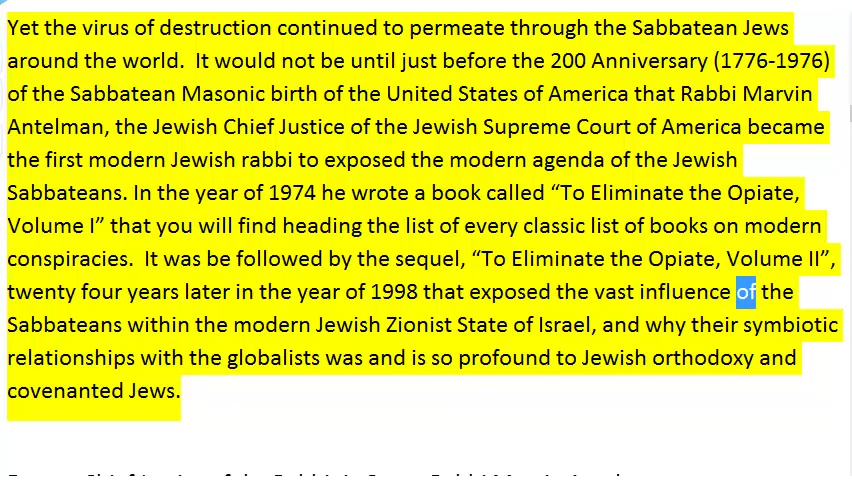 Yet the virus of destruction continued to permeate through the Sabbatean Jews
around the world.  It would not be until just before the 200 Anniversary (1776-1976)
of the Sabbatean Masonic birth of the United States of America that Rabbi Marvin
Antelman, the Jewish Chief Justice of the Jewish Supreme Court of America became
the first modern Jewish rabbi to exposed the modern agenda of the Jewish
Sabbateans. In the year of 1974 he wrote a book called “To Eliminate the Opiate,
Volume I” that you will find heading the list of every classic list of books on modern
conspiracies.  It was be followed by the sequel, “To Eliminate the Opiate, Volume II”,
twenty four years later in the year of 1998 that exposed the vast influence of the
Sabbateans within the modern Jewish Zionist State of Israel, and why their symbiotic
relationships with the globalists was and is so profound to Jewish orthodoxy and
covenanted Jews.